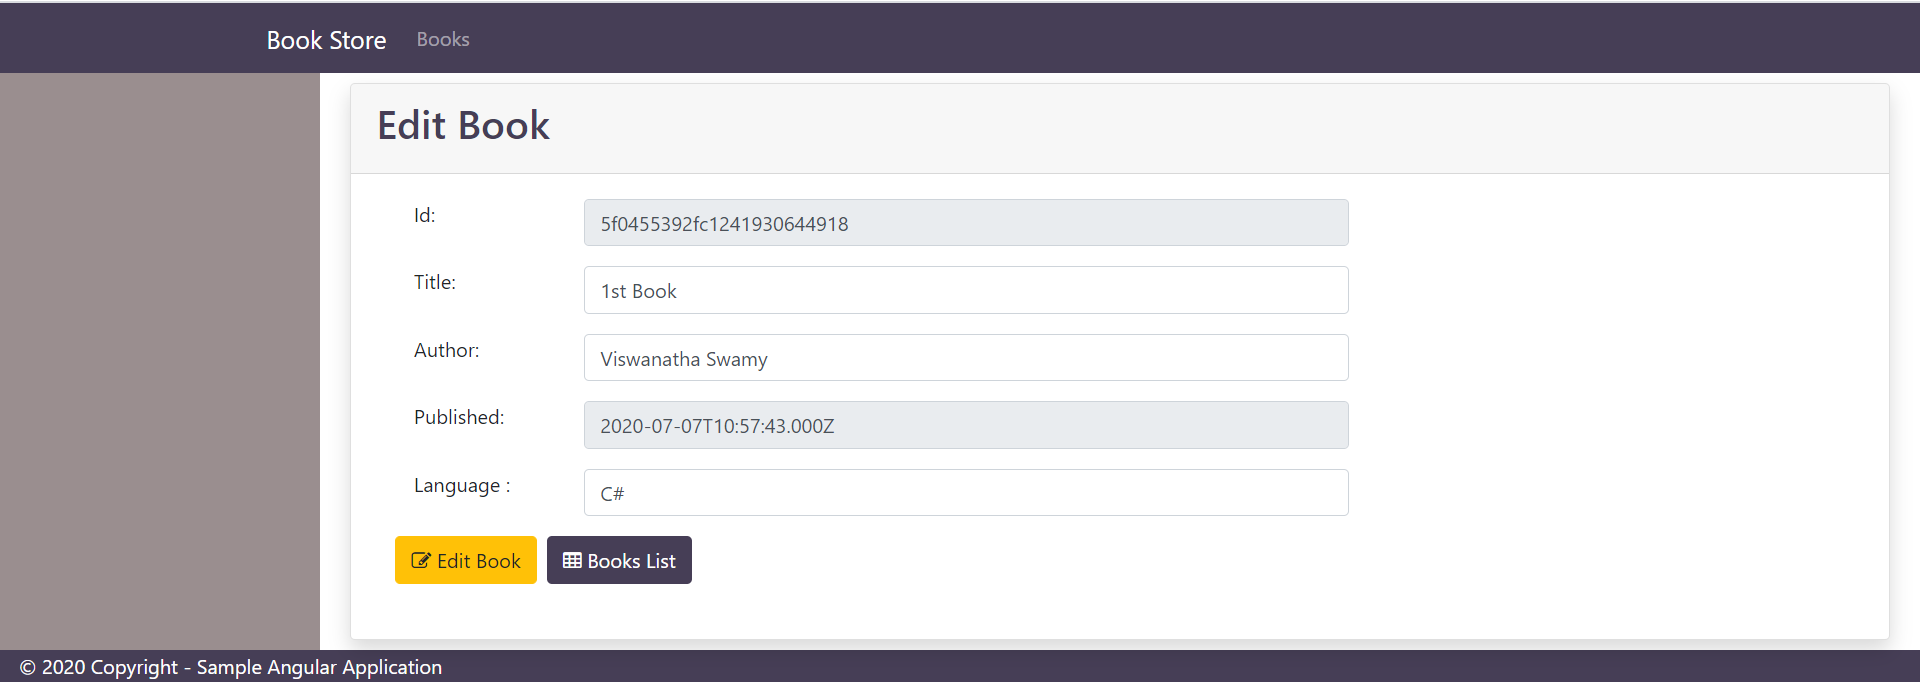 Book Store Books
Edit Book
Id: 5f0455392fc1241930644918
Title: 1st Book
Author: Viswanatha Swamy
Published: 2020-07-07T10:57:43.000Z
Language : C#
Edit Book Books List
© 2020 Copyright - Sample Angular Application